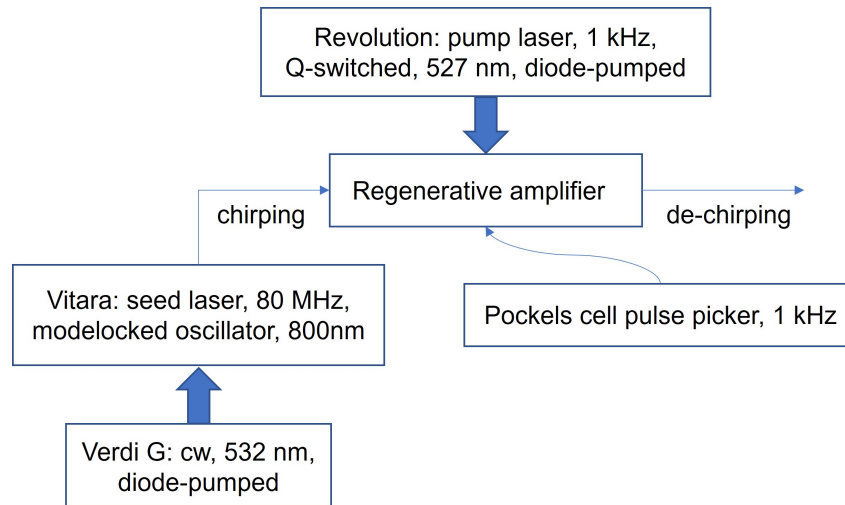 Revolution: pump laser, 1 kHz,
Q-switched, 527 nm, diode-pumped
Regenerative amplifier
chirping
de-chirping
Vitara: seed laser, 80 MHz,
modelocked oscillator, 800nm
Pockels cell pulse picker, 1 kHz
Verdi G: cw, 532 nm,
diode-pumped